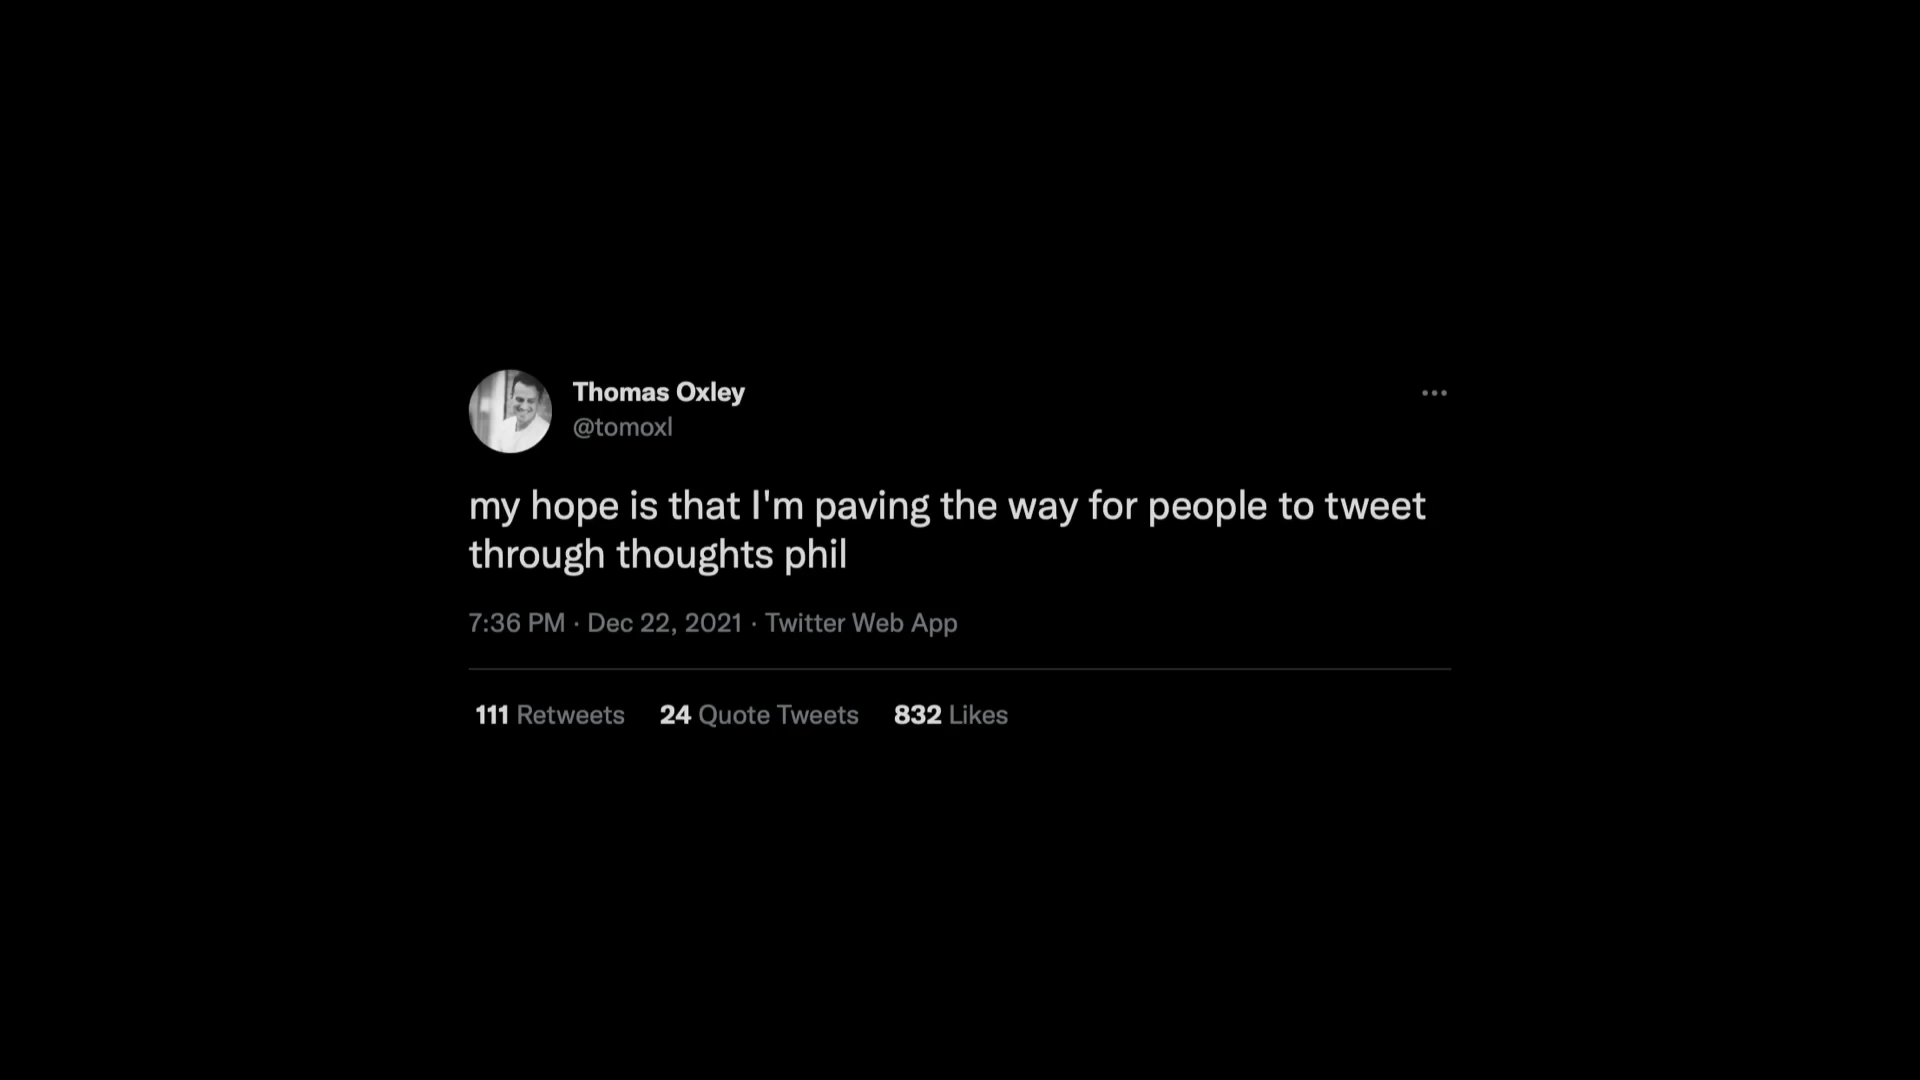 Thomas Oxley
@tomoxl
my hope is that I'm paving the way for people to tweet
through thoughts phil
7:36 PM · Dec 22, 2021 · Twitter Web App
111 Retweets 24 Quote Tweets 832 Likes